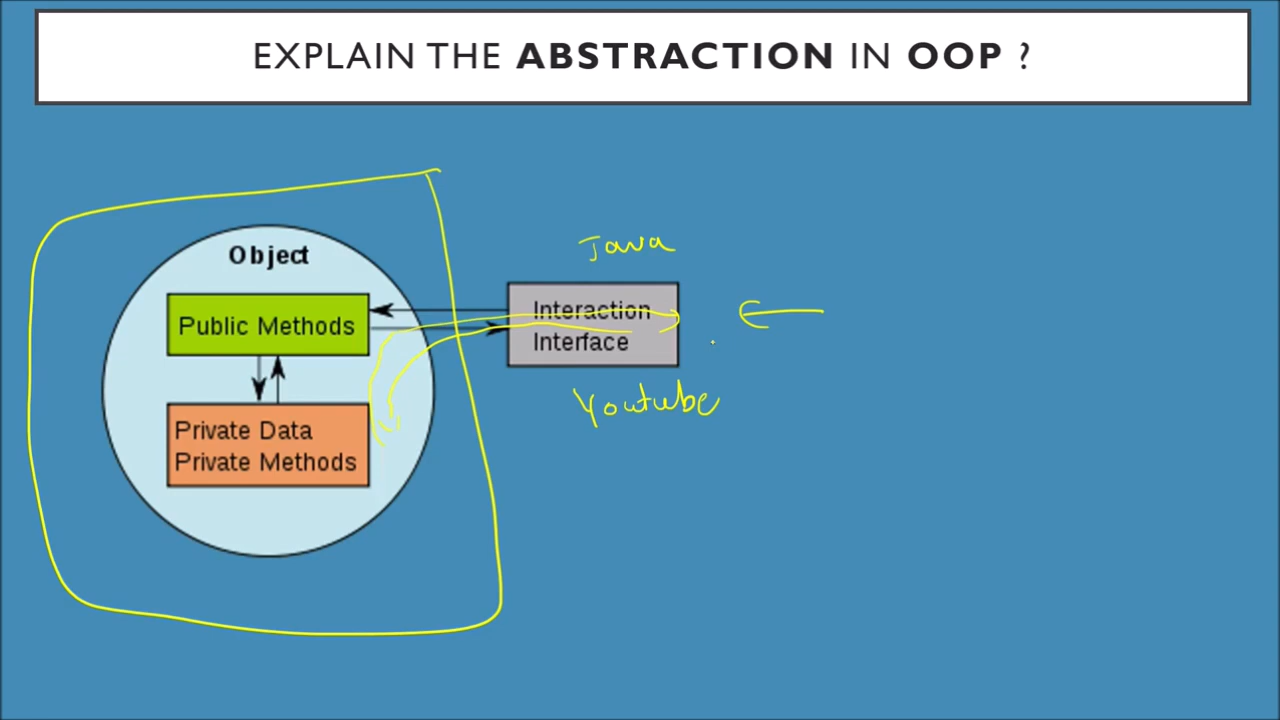 EXPLAIN THE ABSTRACTION IN OOP ?
Object
Public Methods
Private Data
Private Methods
Java
Interaction
Interface
Youtube